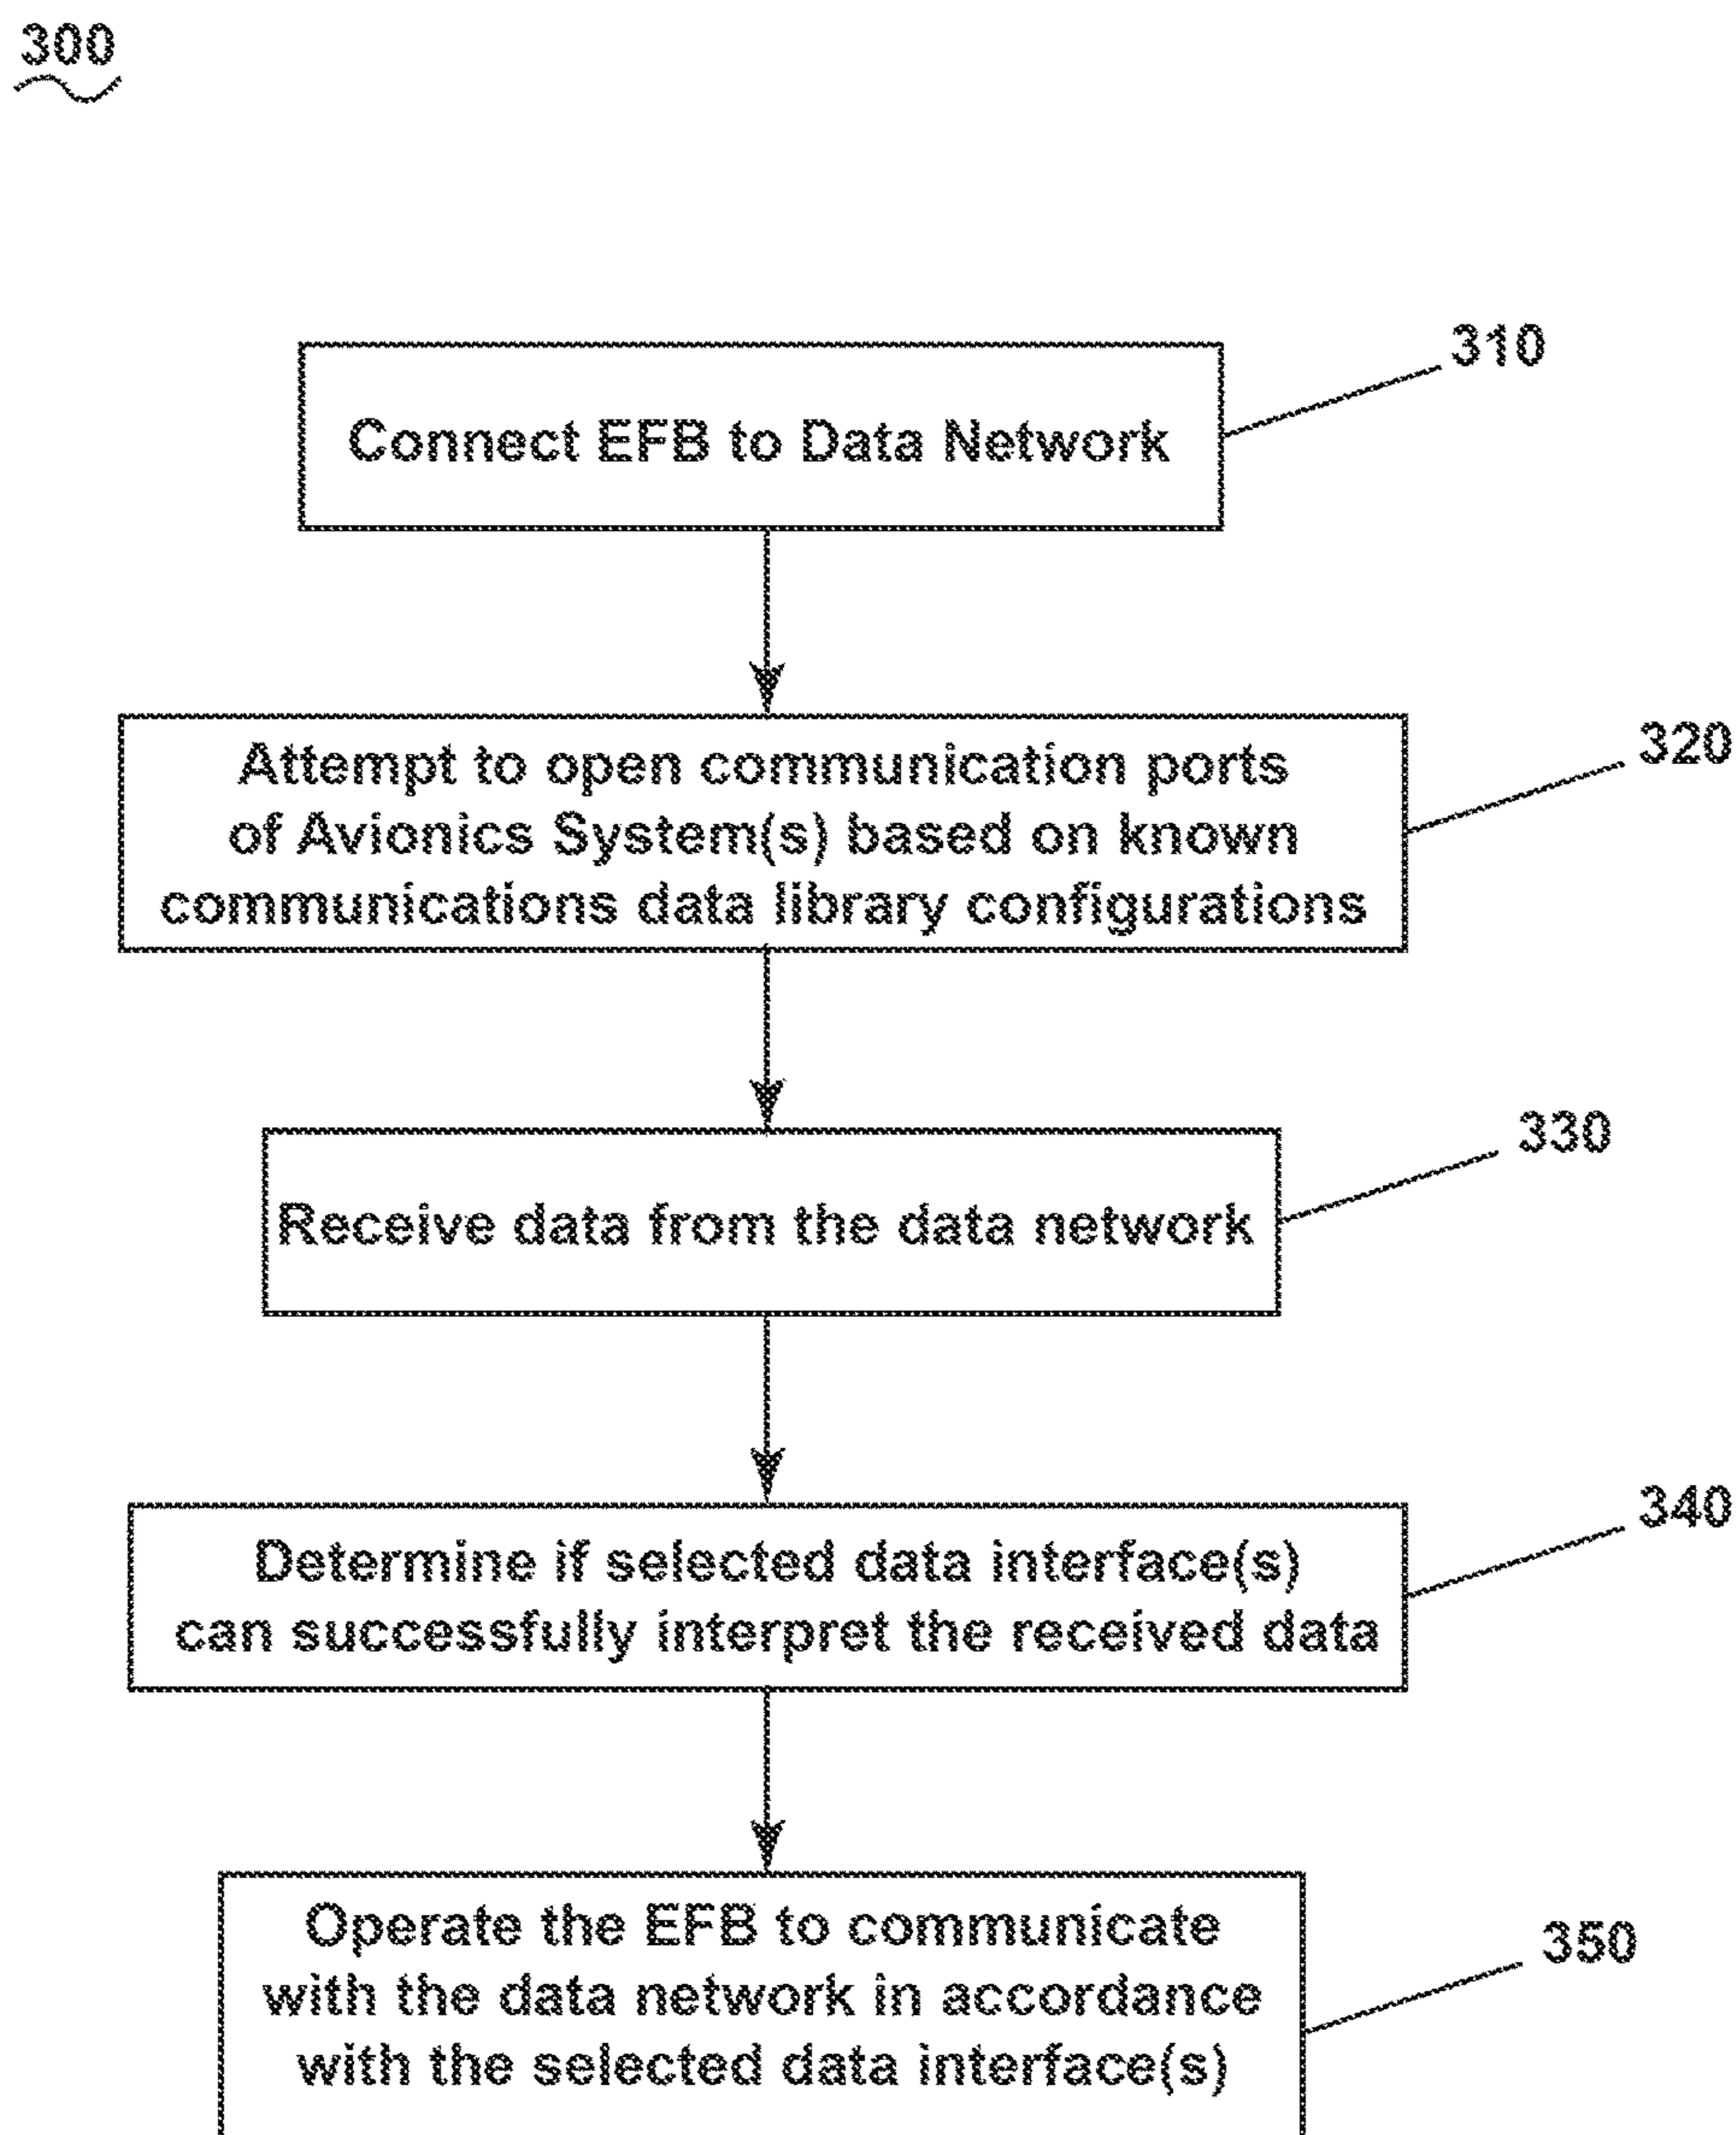 300
310
Connect EFB to Data Network
320
Attempt to open communication ports
of Avionics System(s) based on known
communications data library configurations
330
Receive data from the data network
340
Determine if selected data interface(s)
can successfully interpret the received data
350
Operate the EFB to communicate
with the data network in accordance
with the selected data interface(s)